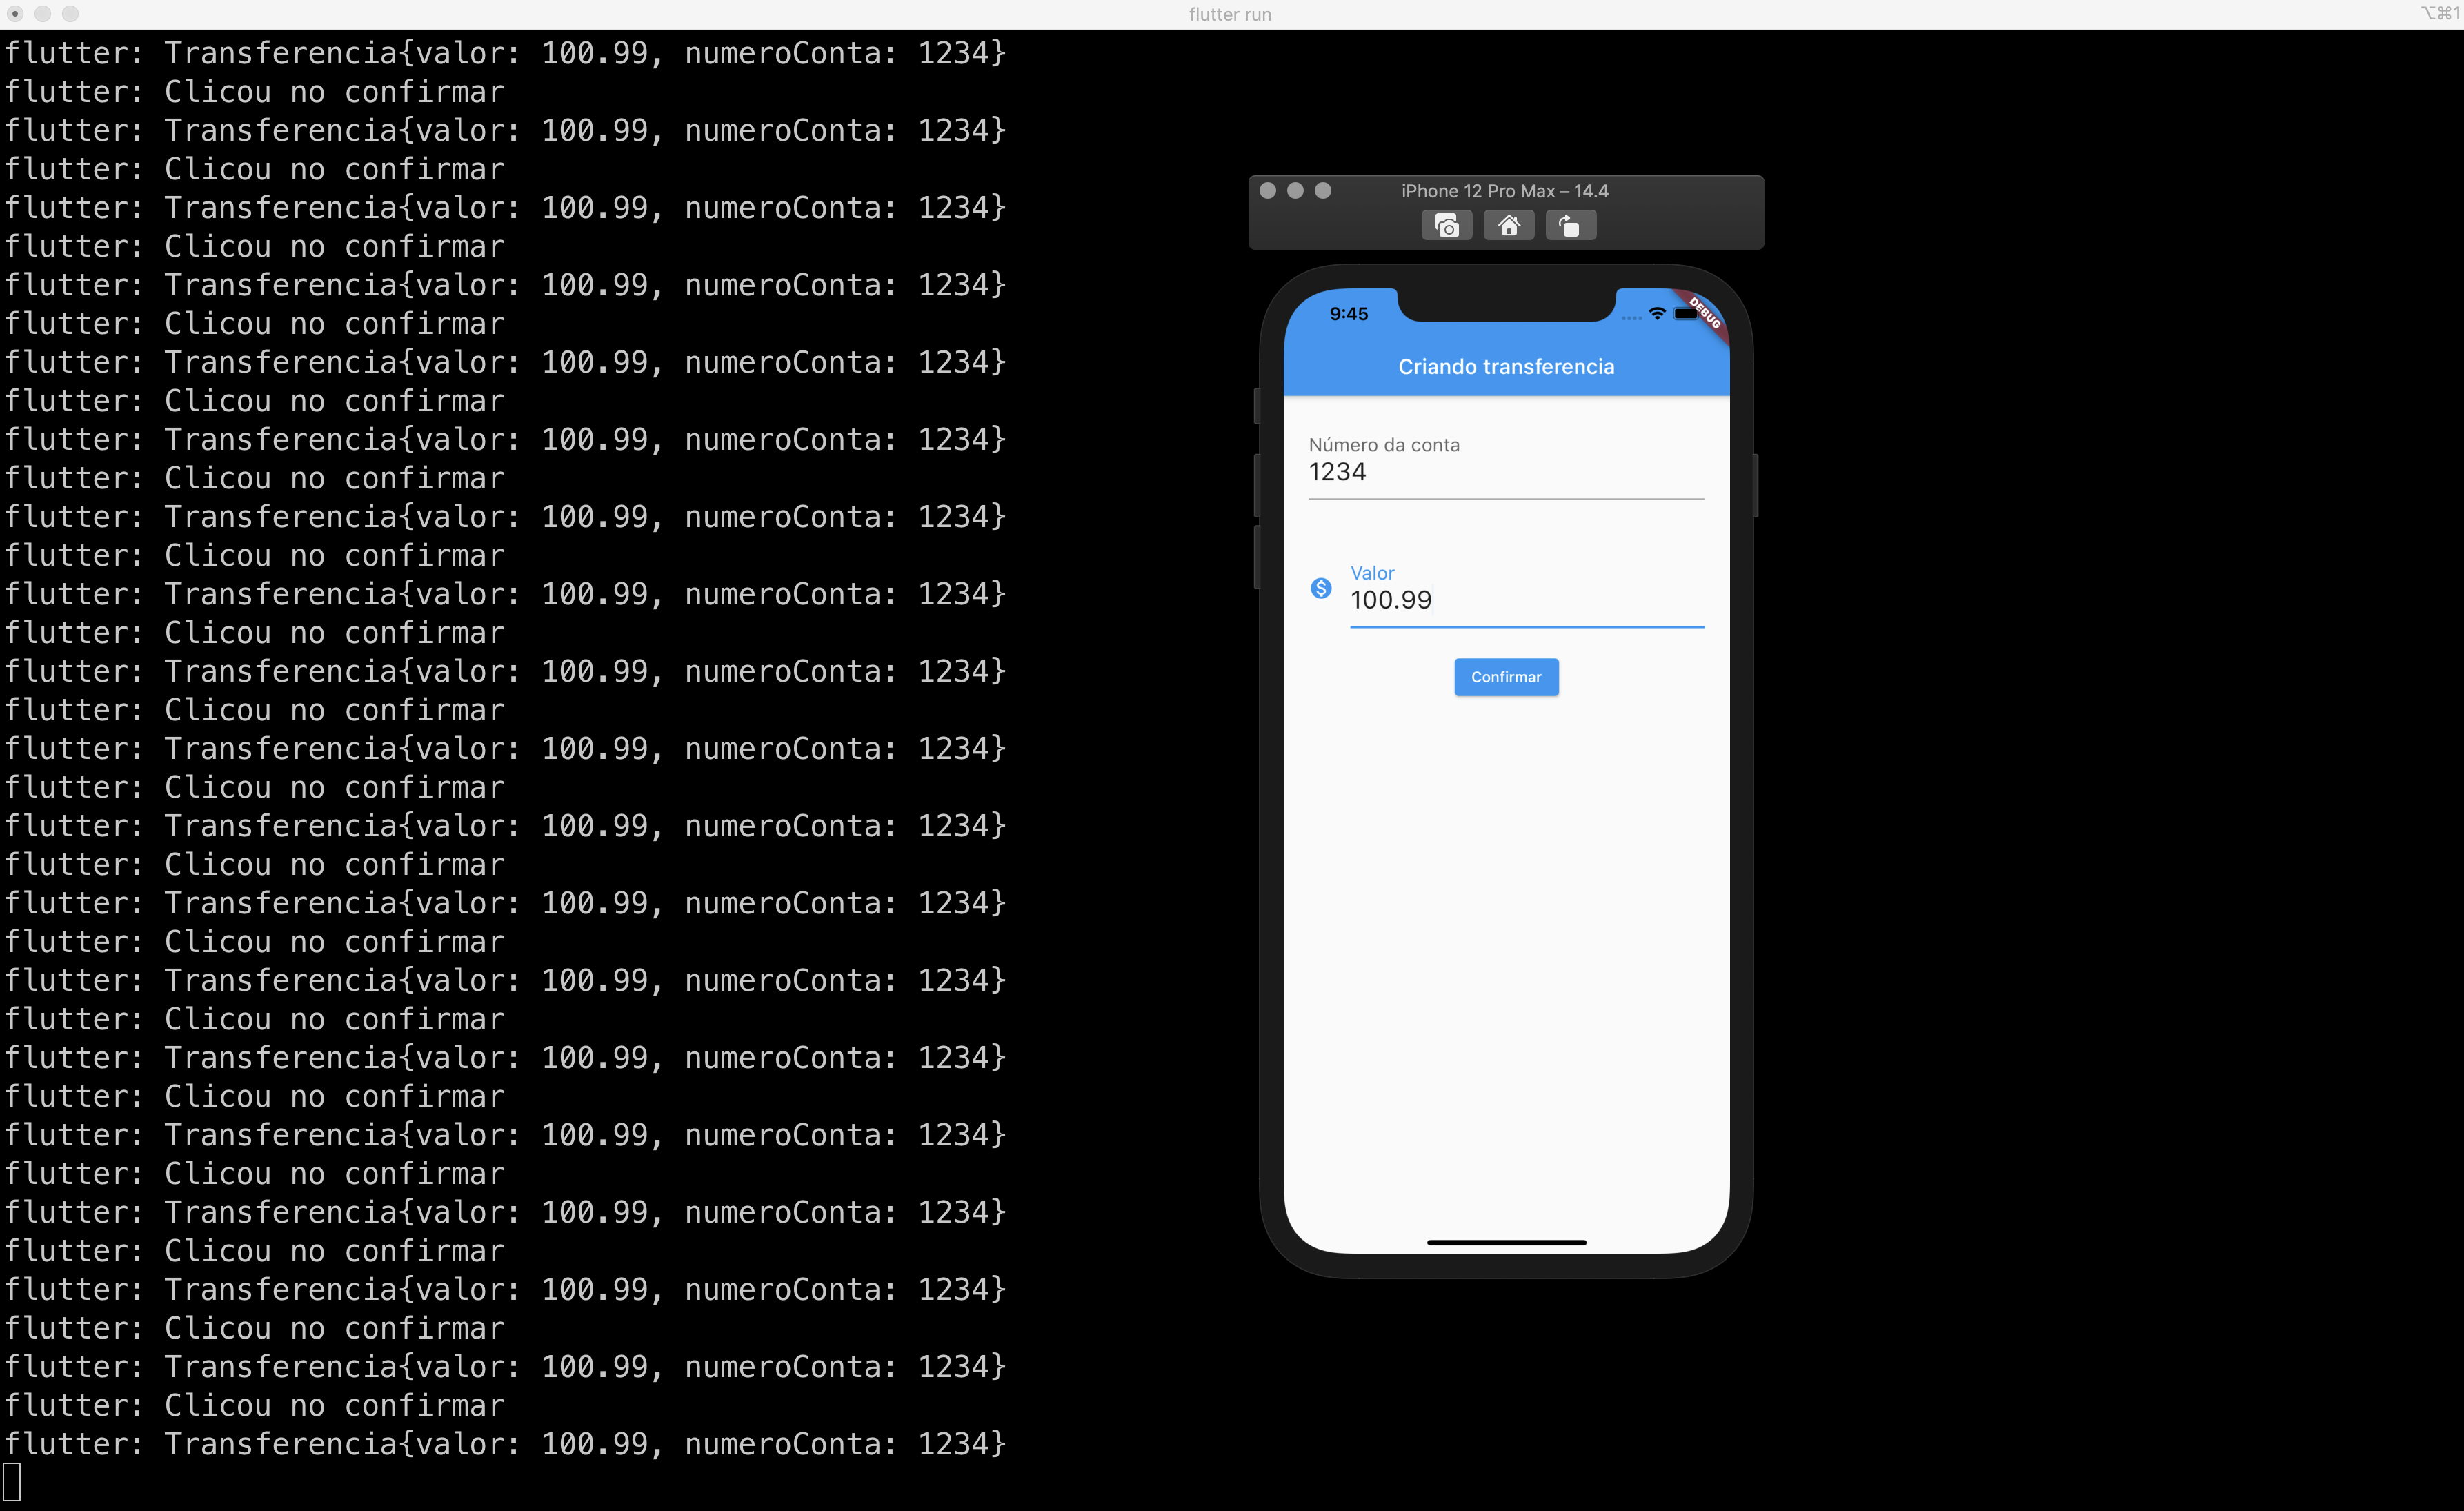 flutter run
⌥⌘1
flutter: Transferencia{valor: 100.99, numeroConta: 1234}
flutter: Clicou no confirmar
flutter: Transferencia{valor: 100.99, numeroConta: 1234}
flutter: Clicou no confirmar
flutter: Transferencia{valor: 100.99, numeroConta: 1234}
flutter: Clicou no confirmar
flutter: Transferencia{valor: 100.99, numeroConta: 1234}
flutter: Clicou no confirmar
flutter: Transferencia{valor: 100.99, numeroConta: 1234}
flutter: Clicou no confirmar
flutter: Transferencia{valor: 100.99, numeroConta: 1234}
flutter: Clicou no confirmar
flutter: Transferencia{valor: 100.99, numeroConta: 1234}
flutter: Clicou no confirmar
flutter: Transferencia{valor: 100.99, numeroConta: 1234}
flutter: Clicou no confirmar
flutter: Transferencia{valor: 100.99, numeroConta: 1234}
flutter: Clicou no confirmar
flutter: Transferencia{valor: 100.99, numeroConta: 1234}
flutter: Clicou no confirmar
flutter: Transferencia{valor: 100.99, numeroConta: 1234}
flutter: Clicou no confirmar
flutter: Transferencia{valor: 100.99, numeroConta: 1234}
flutter: Clicou no confirmar
flutter: Transferencia{valor: 100.99, numeroConta: 1234}
flutter: Clicou no confirmar
flutter: Transferencia{valor: 100.99, numeroConta: 1234}
flutter: Clicou no confirmar
flutter: Transferencia{valor: 100.99, numeroConta: 1234}
flutter: Clicou no confirmar
flutter: Transferencia{valor: 100.99, numeroConta: 1234}
flutter: Clicou no confirmar
flutter: Transferencia{valor: 100.99, numeroConta: 1234}
flutter: Clicou no confirmar
flutter: Transferencia{valor: 100.99, numeroConta: 1234}
flutter: Clicou no confirmar
flutter: Transferencia{valor: 100.99, numeroConta: 1234}
iPhone 12 Pro Max – 14.4
9:45
DEBUG
Criando transferencia
Número da conta
1234
Valor
100.99
Confirmar